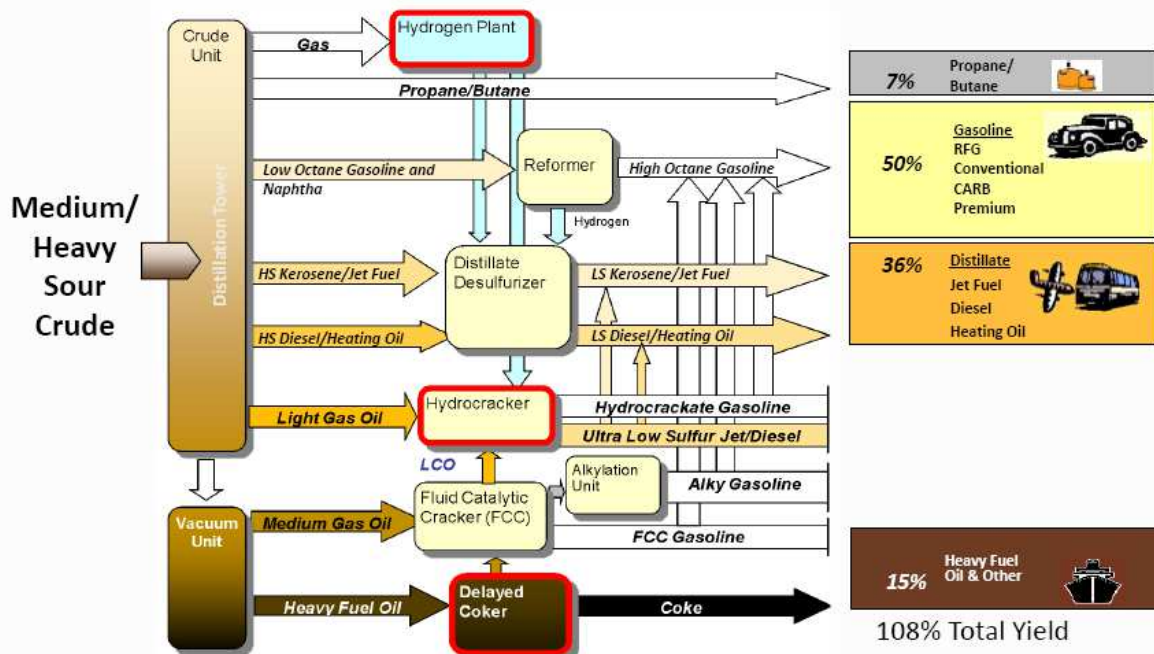 Crude
Unit
Distillation Tower
Gas
Hydrogen Plant
Propane/Butane
Low Octane Gasoline and
Naphtha
Reformer
High Octane Gasoline
Hydrogen
Medium/
Heavy
Sour
Crude
HS Kerosene/Jet Fuel
Distillate
Desulfurizer
LS Kerosene/Jet Fuel
HS Diesel/Heating Oil
LS Diesel/Heating Oil
Light Gas Oil
Hydrocracker
Hydrocrackate Gasoline
Ultra Low Sulfur Jet/Diesel
LCO
Alkylation
Unit
Alky Gasoline
Vacuum
Unit
Medium Gas Oil
Fluid Catalytic
Cracker (FCC)
FCC Gasoline
Heavy Fuel Oil
Delayed
Coker
Coke
7%
Propane/
Butane
50%
Gasoline
RFG
Conventional
CARB
Premium
36%
Distillate
Jet Fuel
Diesel
Heating Oil
15%
Heavy Fuel
Oil & Other
108% Total Yield